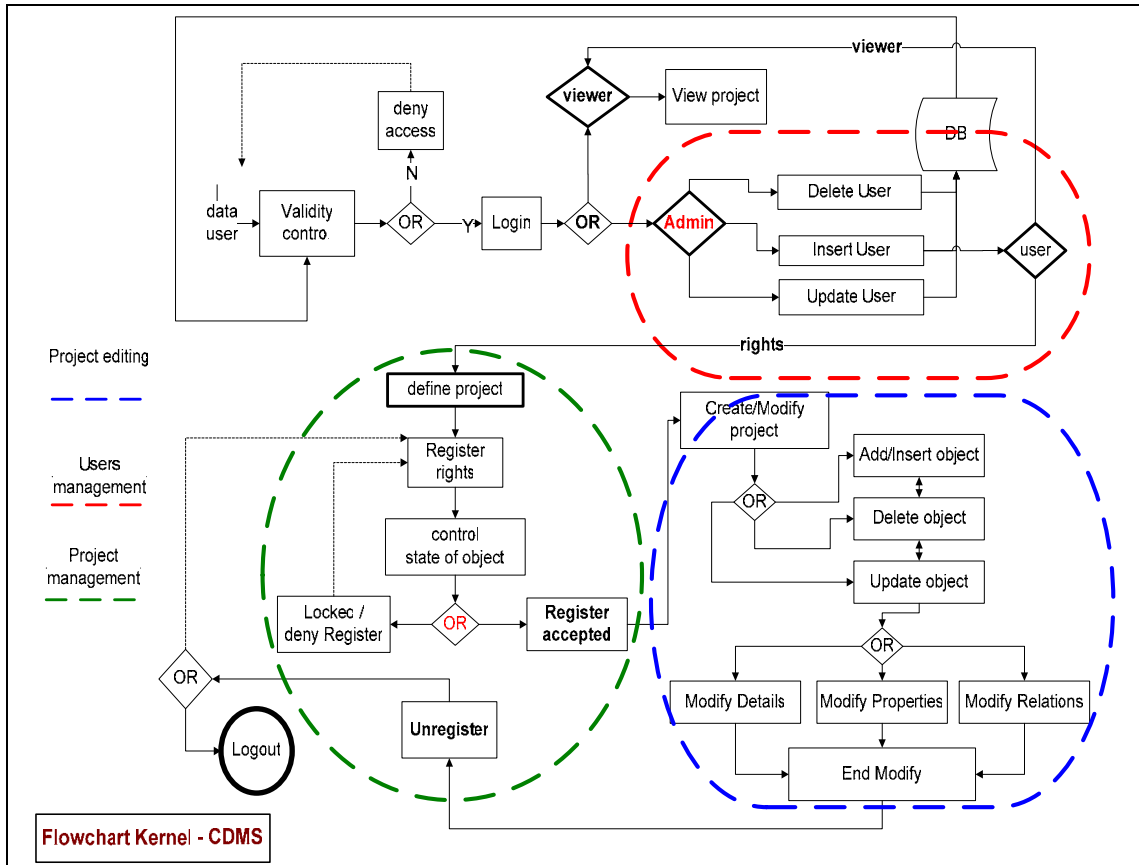 viewer
viewer
View project
deny
access
DB
N
data
user
Validity
contro.
OR
Y
Login
OR
Admin
Delete User
Insert User
Update User
user
rights
Project editing
Users
management
Project
management
define project
Register
rights
control
state of object
Locked /
deny Register
OR
Register
accepted
Create/Modify
project
OR
Add/Insert object
Delete object
Update object
OR
Modify Details
Modify Properties
Modify Relations
End Modify
OR
Unregister
Logout
Flowchart Kernel - CDMS